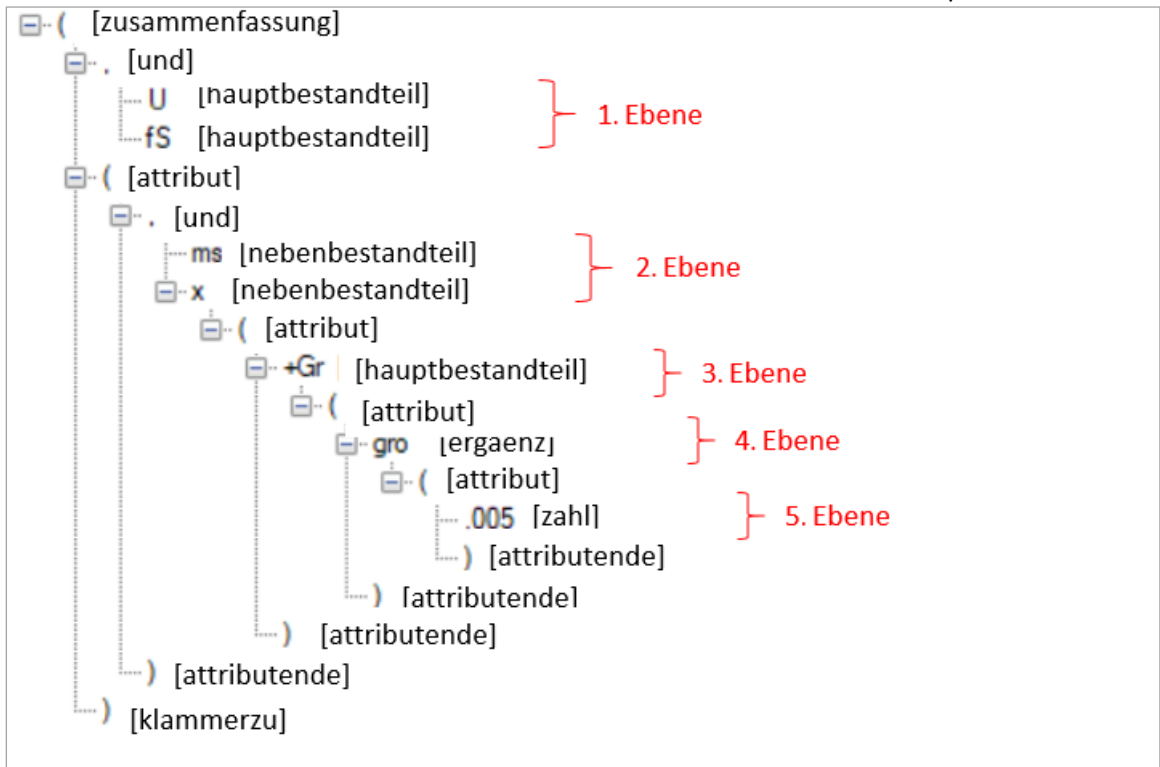 ( [zusammenfassung]
, [und]
U [hauptbestandteil]
fS [hauptbestandteil]
1. Ebene
( [attribut]
. [und]
ms [nebenbestandteil]
x [nebenbestandteil]
2. Ebene
( [attribut]
+Gr [hauptbestandteil]
3. Ebene
( [attribut]
gro [ergaenz]
4. Ebene
( [attribut]
.005 [zahl]
5. Ebene
) [attributende]
) [attributende]
) [attributende]
) [attributende]
) [klammerzu]